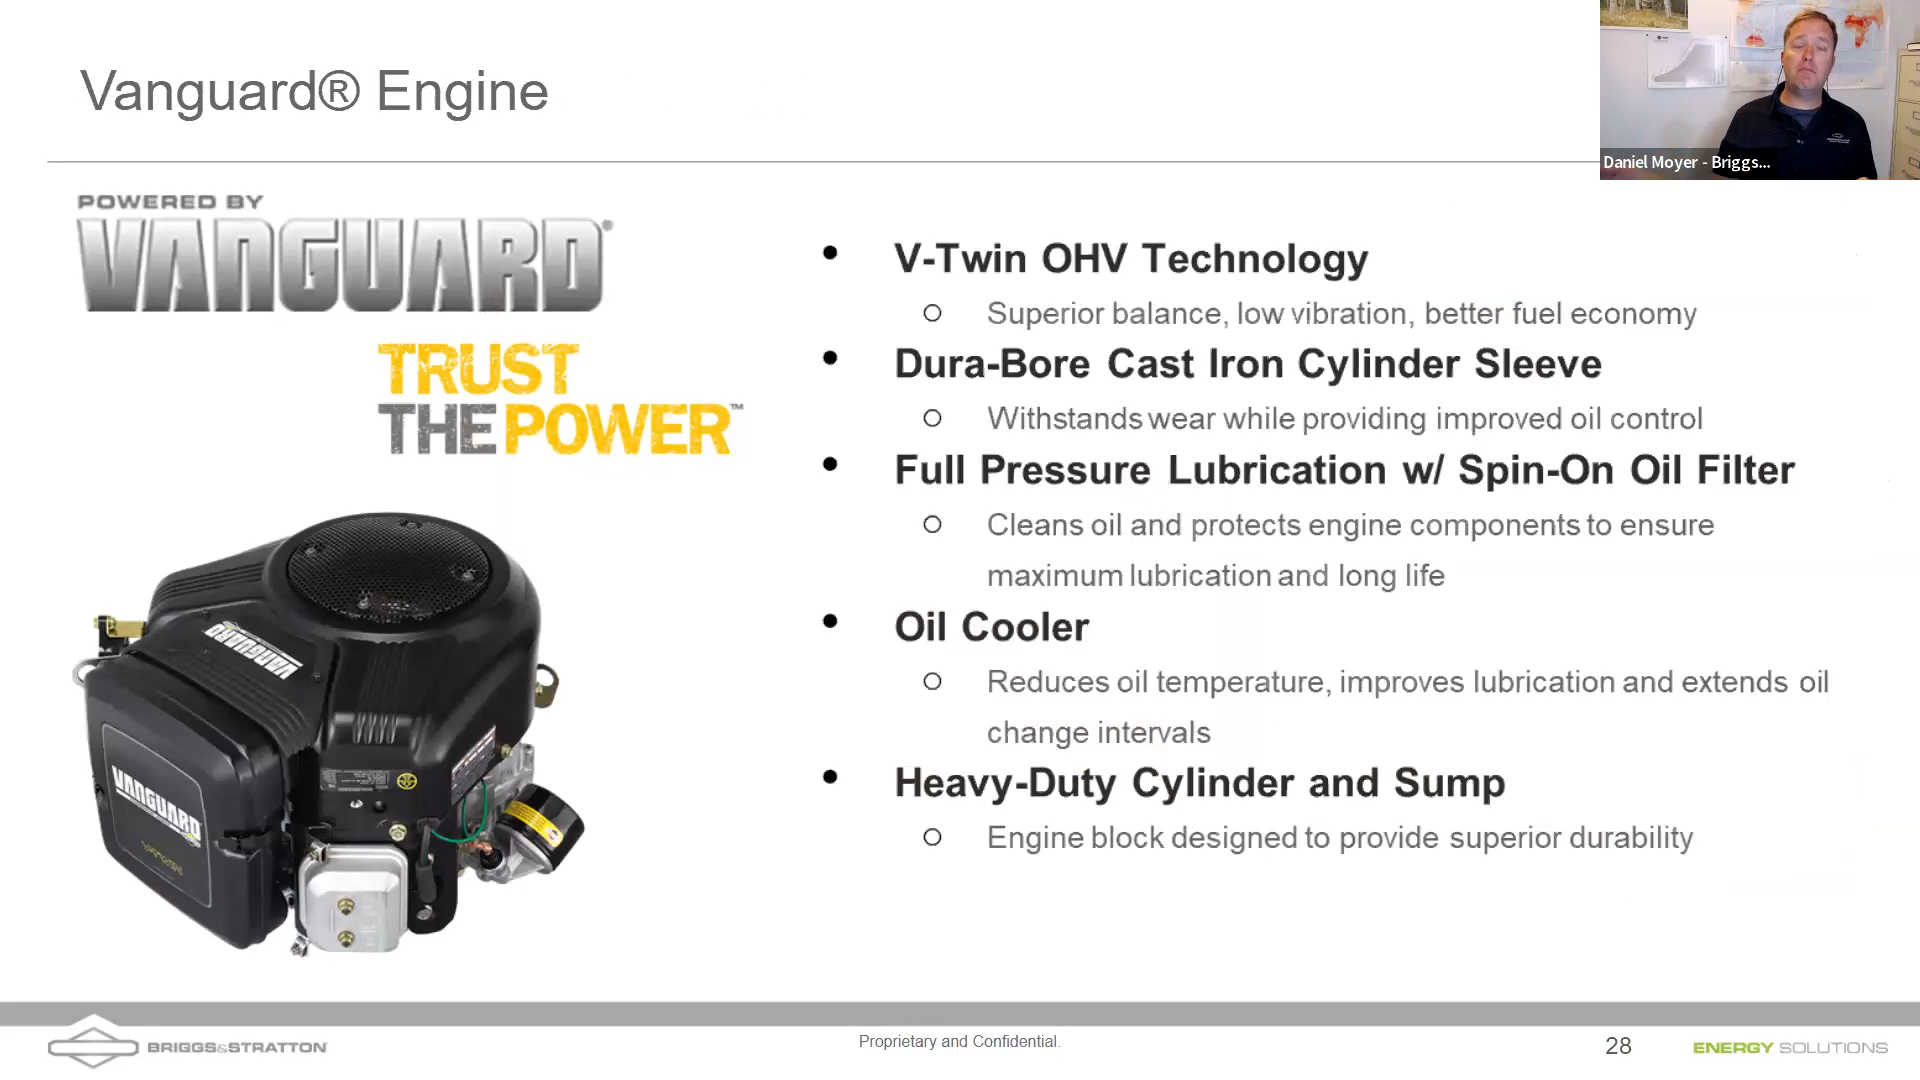 Vanguard® Engine
Daniel Moyer - Briggs...
POWERED BY
VANGUARD®
TRUST
THE POWER™
• V-Twin OHV Technology
○ Superior balance, low vibration, better fuel economy
• Dura-Bore Cast Iron Cylinder Sleeve
○ Withstands wear while providing improved oil control
• Full Pressure Lubrication w/ Spin-On Oil Filter
○ Cleans oil and protects engine components to ensure
maximum lubrication and long life
• Oil Cooler
○ Reduces oil temperature, improves lubrication and extends oil
change intervals
• Heavy-Duty Cylinder and Sump
○ Engine block designed to provide superior durability
VANGUARD
VANGUARD
BRIGGS&STRATTON
Proprietary and Confidential.
28
ENERGY SOLUTIONS